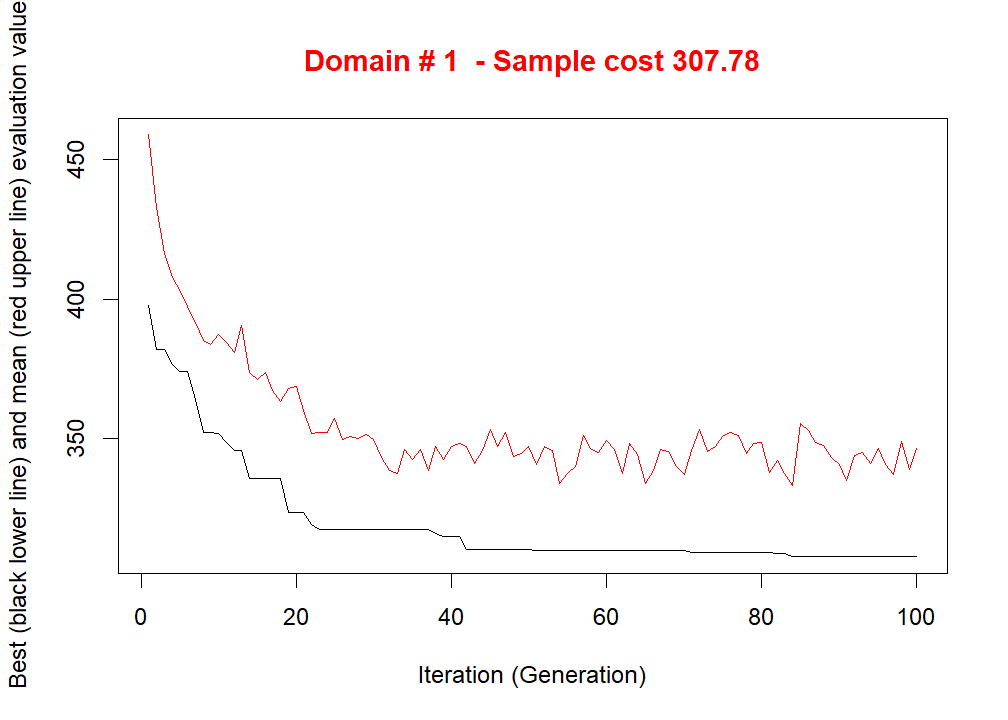 Domain # 1  - Sample cost 307.78
Best (black lower line) and mean (red upper line) evaluation value
450
400
350
0 20 40 60 80 100
Iteration (Generation)